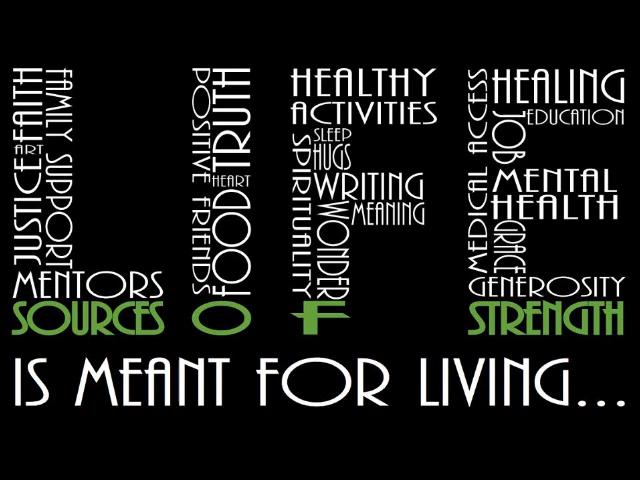 FAITH
ART
JUSTICE
FAMILY SUPPORT
MENTORS
POSITIVE FRIENDS
TRUTH
HEART
FOOD
HEALTHY
ACTIVITIES
SPIRITUALITY
SLEEP
HUGS
WRITING
WONDER
MEANING
MEDICAL ACCESS
HEALING
JOB
EDUCATION
MENTAL
HEALTH
GRACE
GENEROSITY
SOURCES OF STRENGTH
IS MEANT FOR LIVING...